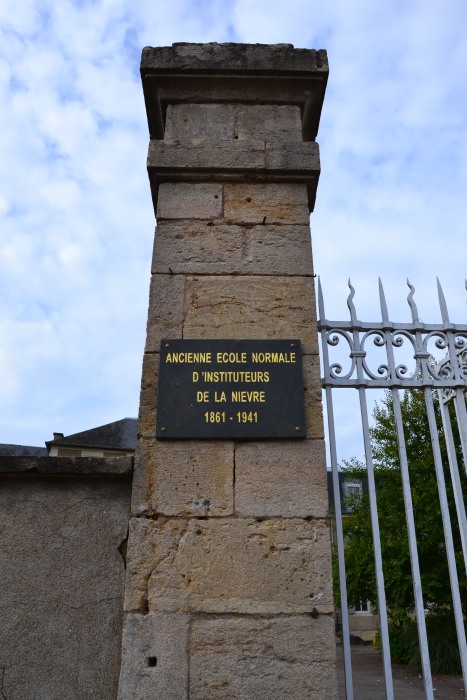 ANCIENNE ECOLE NORMALE
D'INSTITUTEURS
DE LA NIEVRE
1861 - 1941